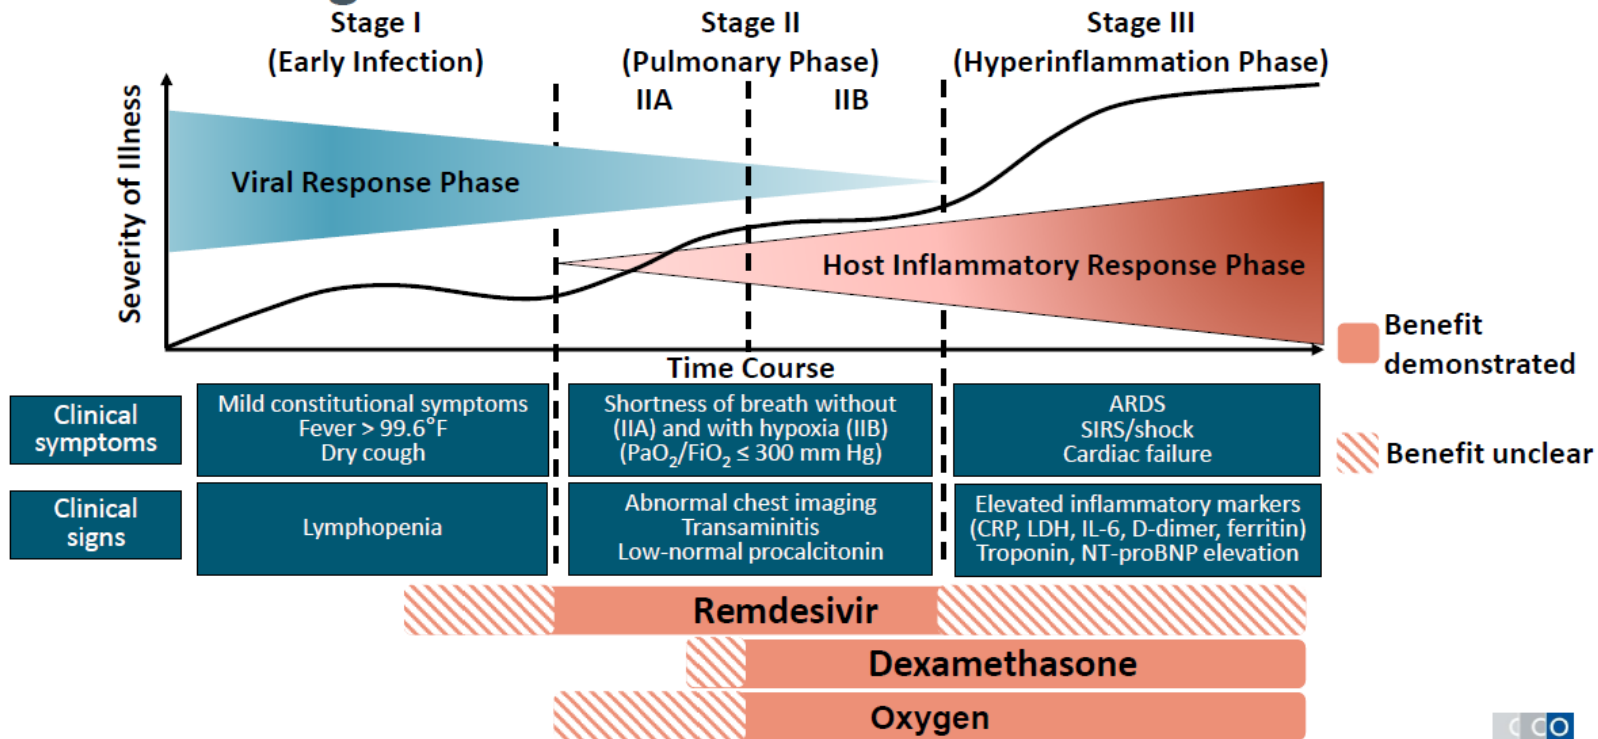 Stage I
(Early Infection)
Stage II
(Pulmonary Phase)
IIA
IIB
Stage III
(Hyperinflammation Phase)
Severity of Illness
Viral Response Phase
Host Inflammatory Response Phase
Time Course
Benefit
demonstrated
Benefit unclear
Clinical
symptoms
Mild constitutional symptoms
Fever > 99.6°F
Dry cough
Shortness of breath without
(IIA) and with hypoxia (IIB)
(PaO₂/FiO₂ ≤ 300 mm Hg)
ARDS
SIRS/shock
Cardiac failure
Clinical
signs
Lymphopenia
Abnormal chest imaging
Transaminitis
Low-normal procalcitonin
Elevated inflammatory markers
(CRP, LDH, IL-6, D-dimer, ferritin)
Troponin, NT-proBNP elevation
Remdesivir
Dexamethasone
Oxygen
CCO